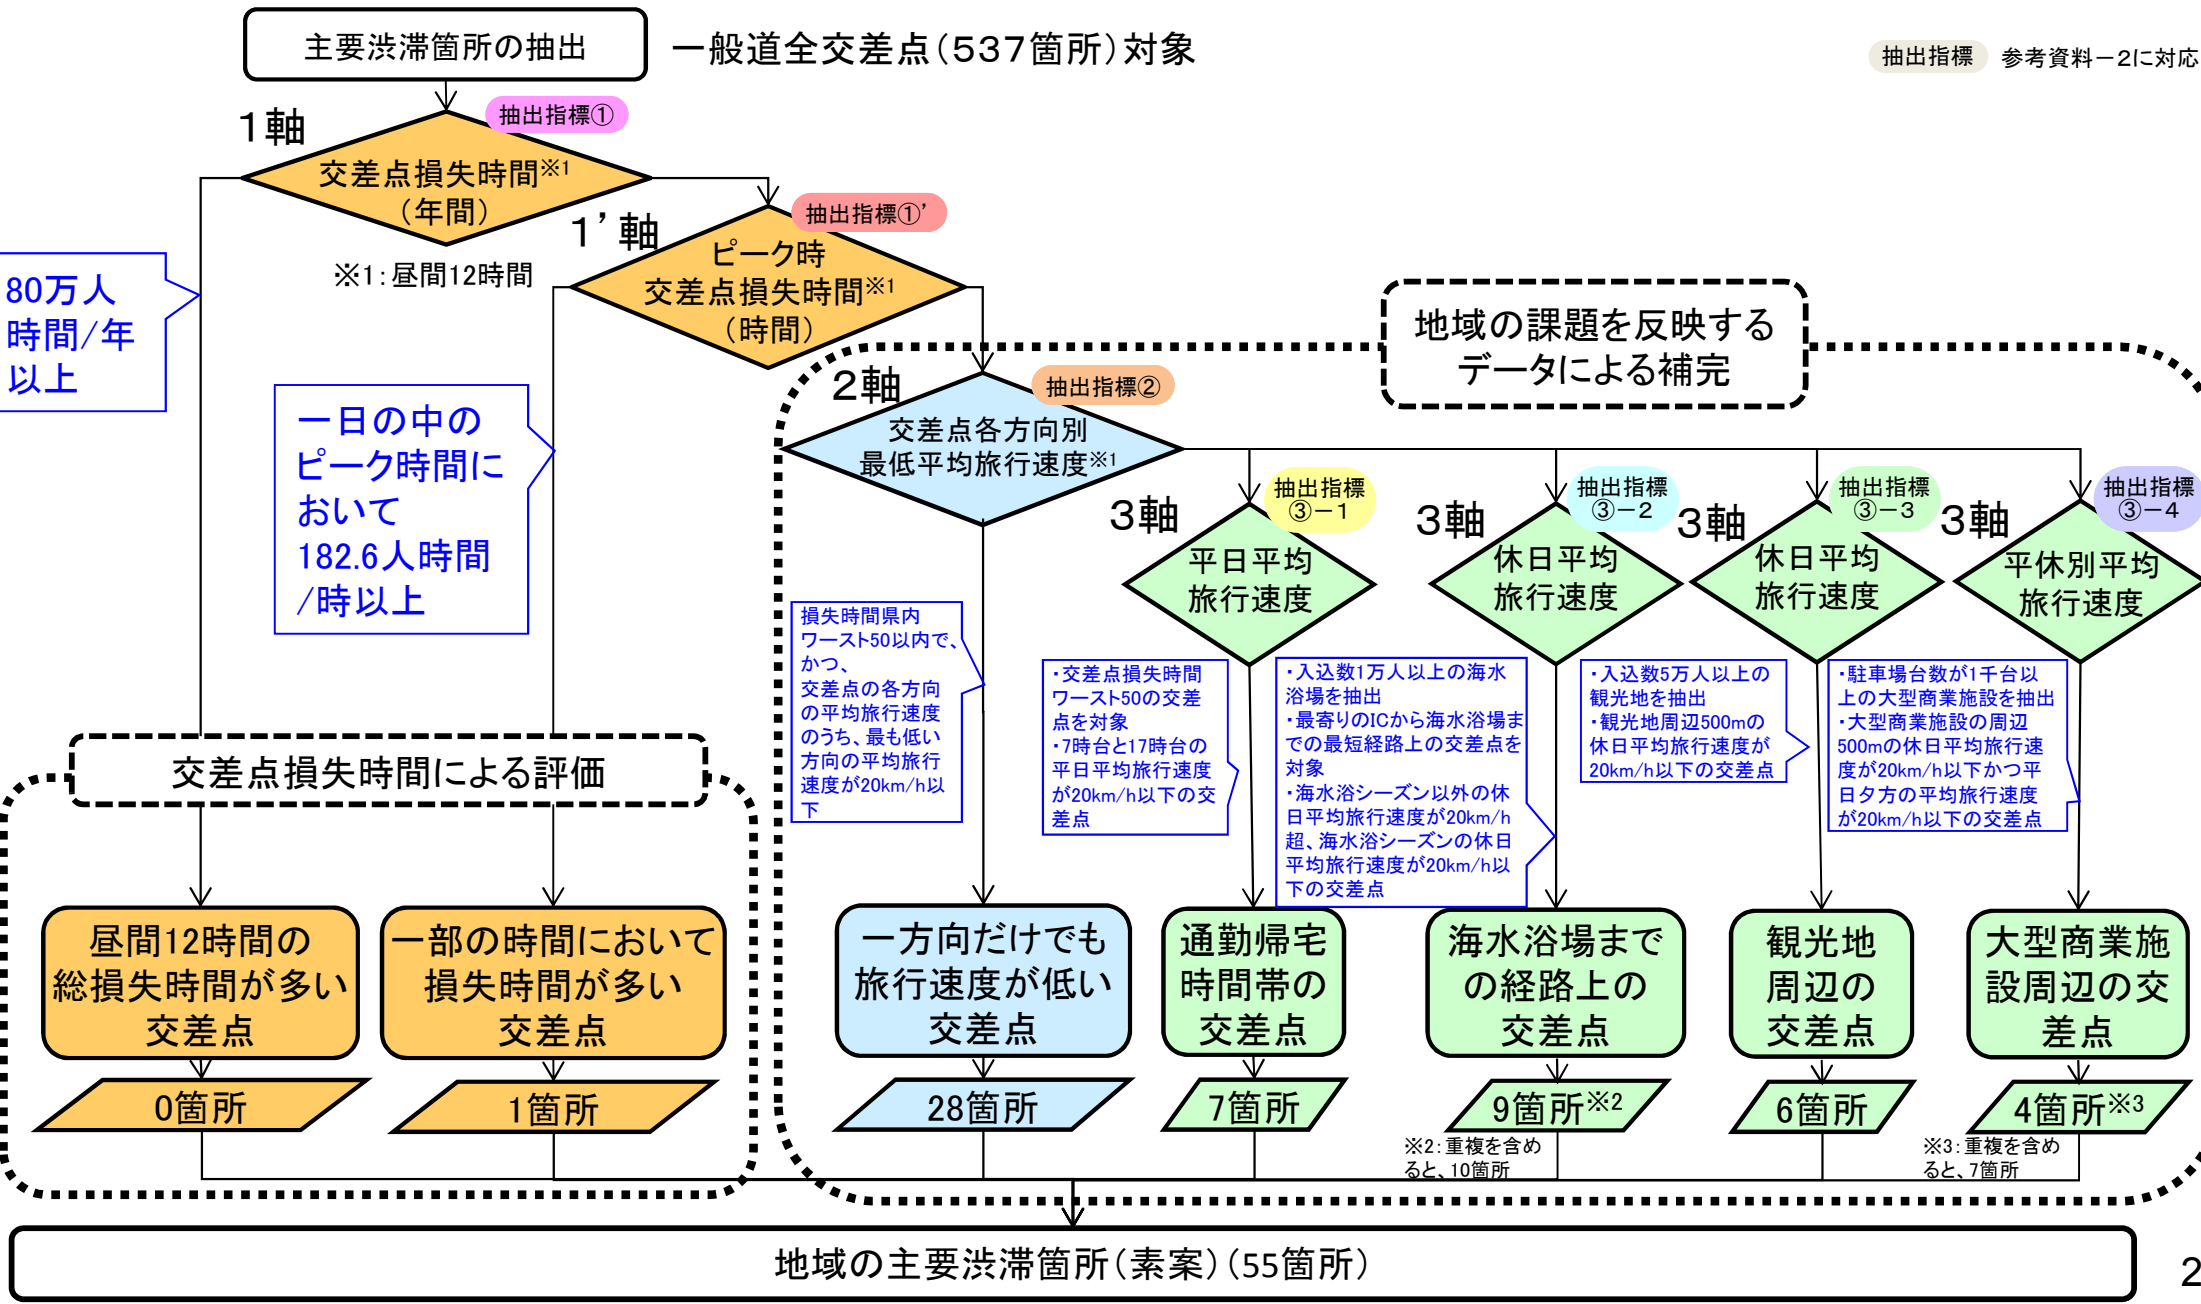 主要渋滞箇所の抽出
一般道全交差点（５３７箇所）対象
抽出指標
参考資料－2に対応
1軸
抽出指標①
交差点損失時間※1
（年間）
※1：昼間12時間
1’軸
抽出指標①’
ピーク時
交差点損失時間※1
（時間）
80万人
時間/年
以上
一日の中の
ピーク時間に
おいて
182.6人時間
/時以上
地域の課題を反映する
データによる補完
2軸
抽出指標②
交差点各方向別
最低平均旅行速度※1
3軸
抽出指標
③－1
平日平均
旅行速度
3軸
抽出指標
③－2
休日平均
旅行速度
3軸
抽出指標
③－3
休日平均
旅行速度
3軸
抽出指標
③－4
平休別平均
旅行速度
損失時間県内
ワースト50以内で、
かつ、
交差点の各方向
の平均旅行速度
のうち、最も低い
方向の平均旅行
速度が20km/h以
下
・交差点損失時間
ワースト50の交差
点を対象
・7時台と17時台の
平日平均旅行速度
が20km/h以下の交
差点
・入込数1万人以上の海水
浴場を抽出
・最寄りのICから海水浴場ま
での最短経路上の交差点を
対象
・海水浴シーズン以外の休
日平均旅行速度が20km/h
超、海水浴シーズンの休日
平均旅行速度が20km/h以
下の交差点
・入込数5万人以上の
観光地を抽出
・観光地周辺500mの
休日平均旅行速度が
20km/h以下の交差点
・駐車場台数が1千台以
上の大型商業施設を抽出
・大型商業施設の周辺
500mの休日平均旅行速
度が20km/h以下かつ平
日夕方の平均旅行速度
が20km/h以下の交差点
交差点損失時間による評価
昼間12時間の
総損失時間が多い
交差点
一部の時間において
損失時間が多い
交差点
一方向だけでも
旅行速度が低い
交差点
通勤帰宅
時間帯の
交差点
海水浴場まで
の経路上の
交差点
観光地
周辺の
交差点
大型商業施
設周辺の交
差点
0箇所
1箇所
28箇所
7箇所
9箇所※2
6箇所
4箇所※3
※2：重複を含め
ると、10箇所
※3：重複を含め
ると、7箇所
地域の主要渋滞箇所（素案）（55箇所）
2